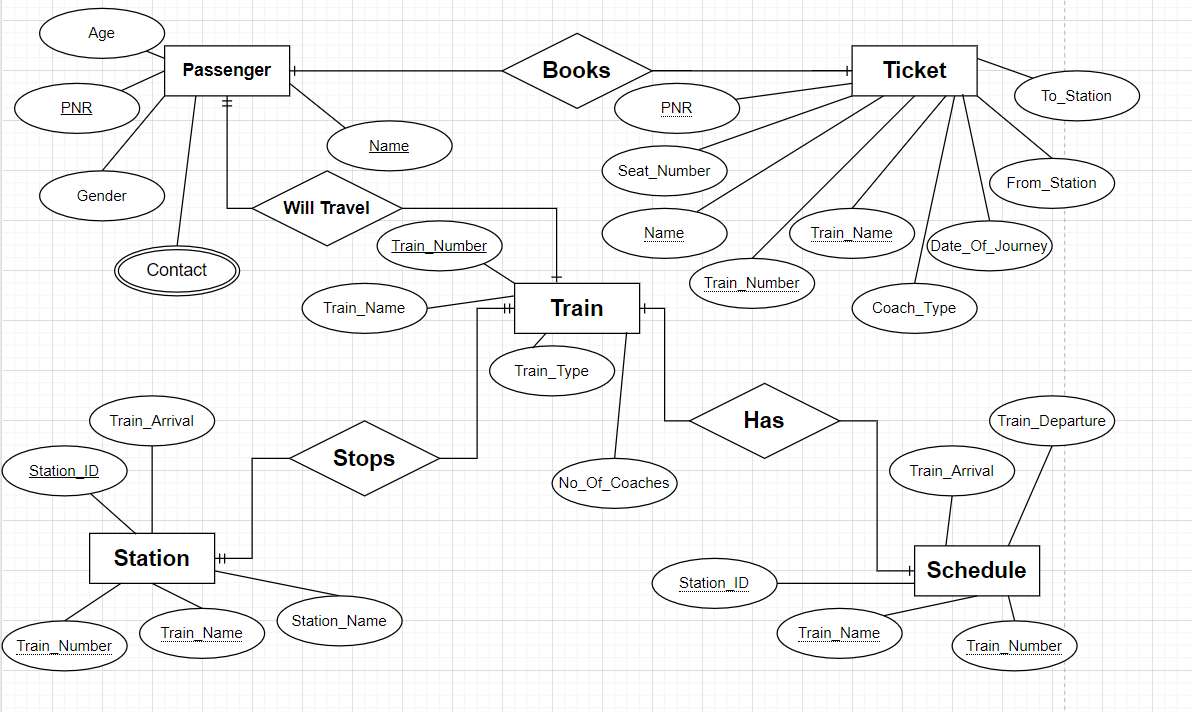 Age
Passenger
Books
Ticket
To_Station
PNR
PNR
Name
Seat_Number
From_Station
Gender
Will Travel
Name
Train_Name
Date_Of_Journey
Train_Number
Contact
Train_Number
Train_Name
Train
Coach_Type
Train_Type
Train_Arrival
Has
Train_Departure
Station_ID
Stops
No_Of_Coaches
Train_Arrival
Station
Schedule
Station_ID
Train_Number
Train_Name
Station_Name
Train_Name
Train_Number